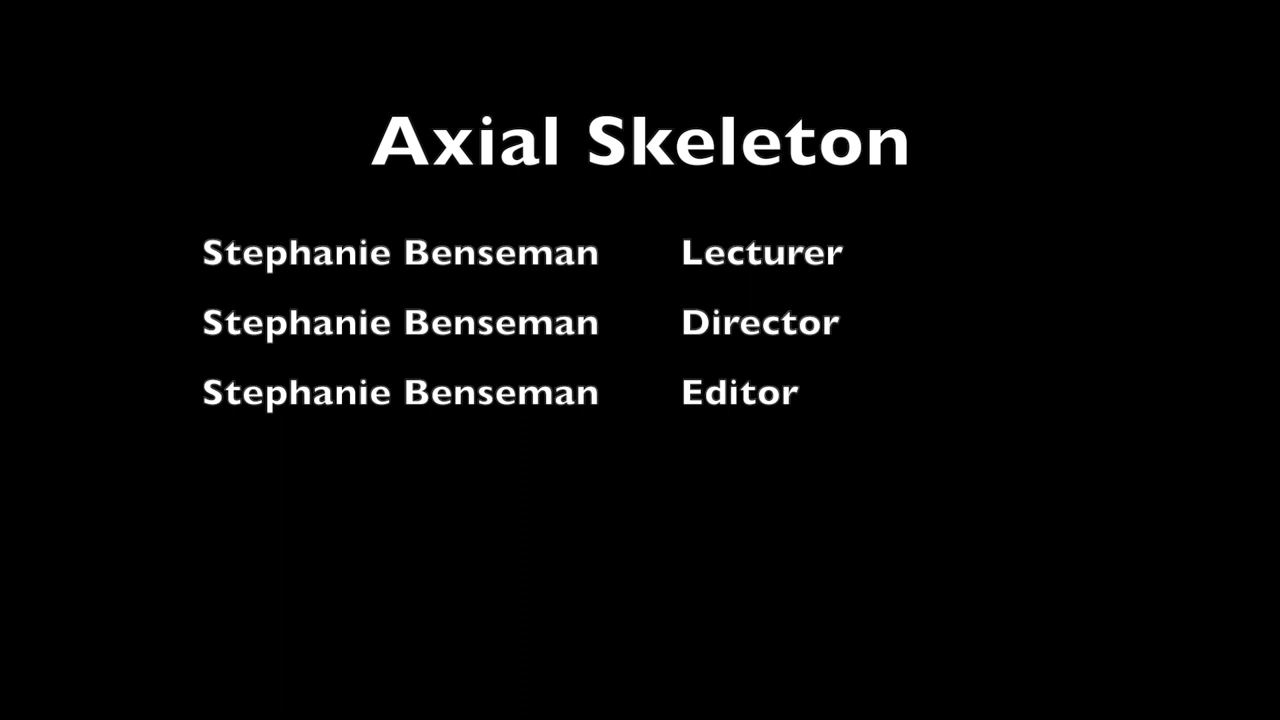 Axial Skeleton
Stephanie Benseman Lecturer
Stephanie Benseman Director
Stephanie Benseman Editor